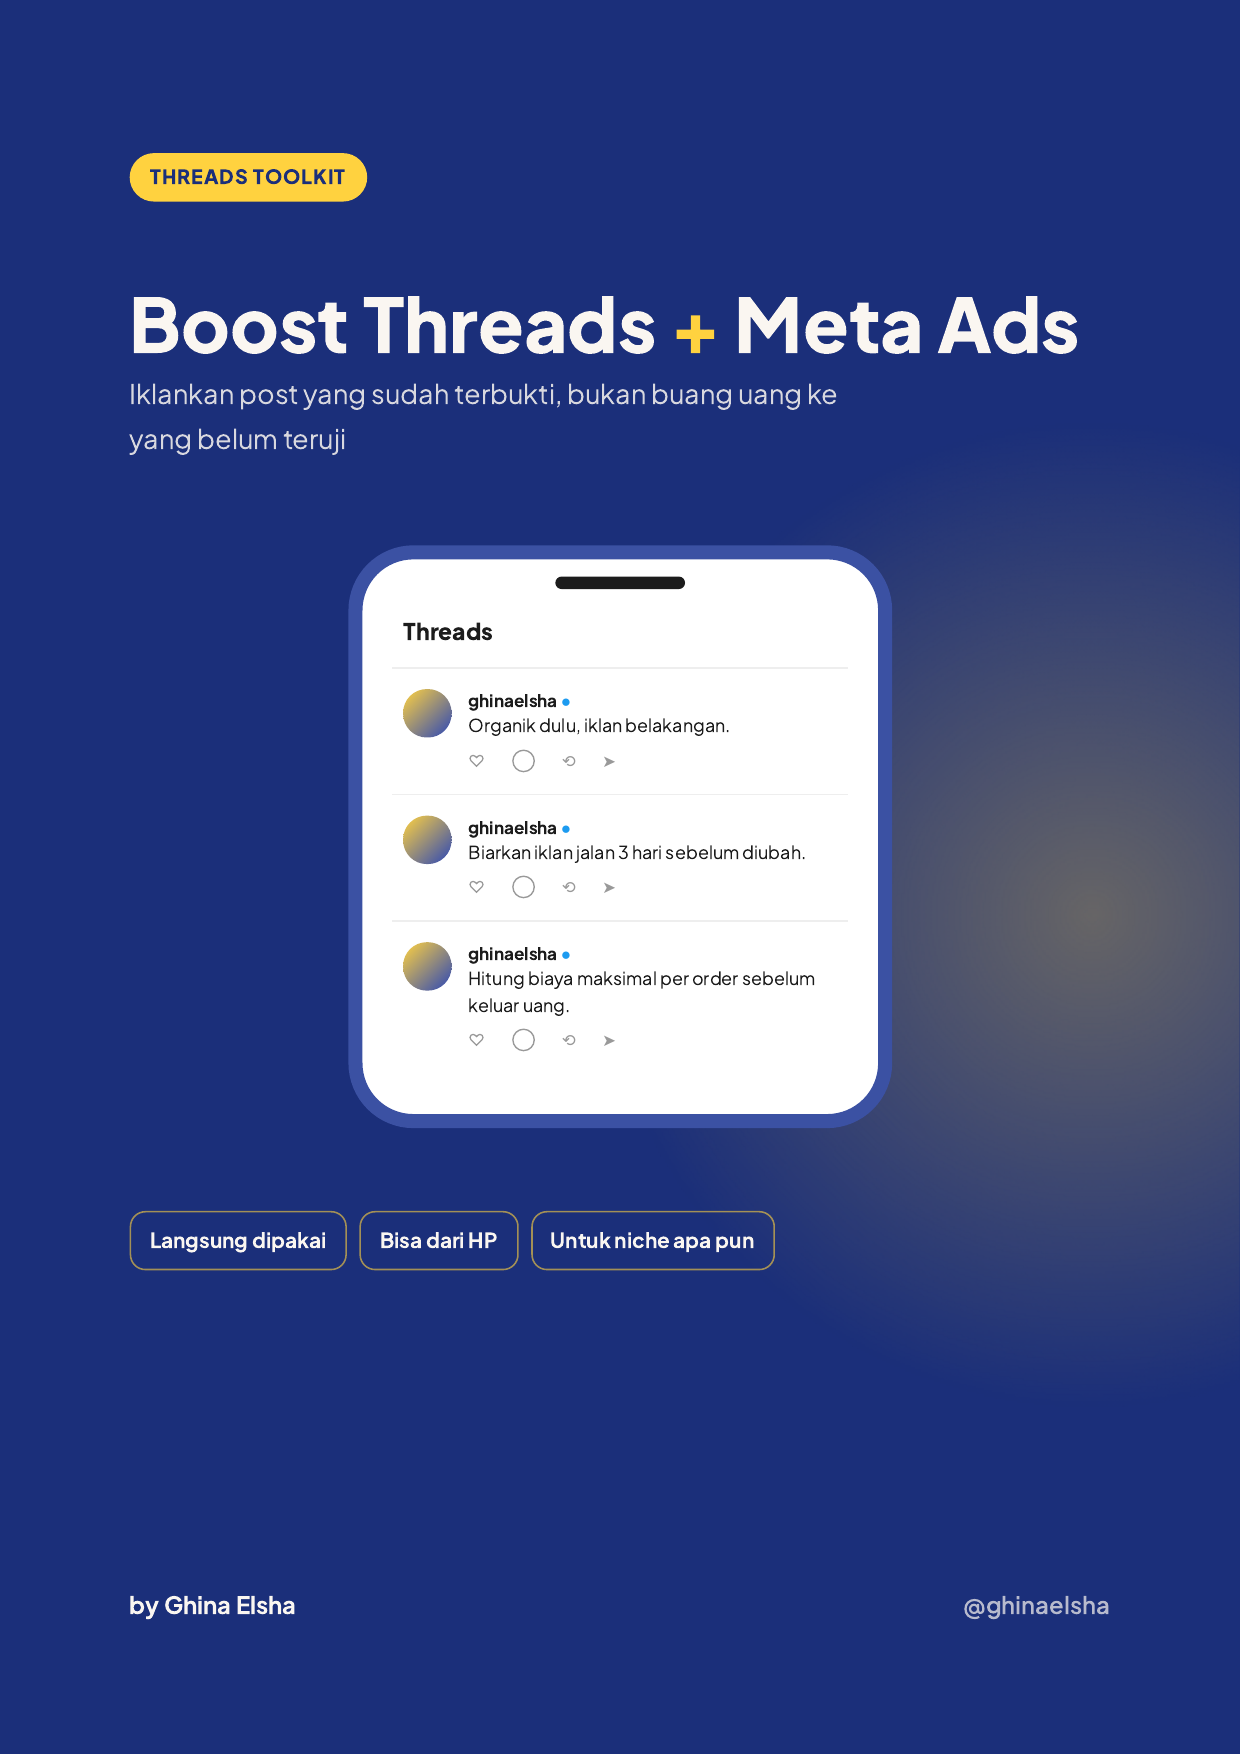 THREADS TOOLKIT
Boost Threads + Meta Ads
Iklankan post yang sudah terbukti, bukan buang uang ke
yang belum teruji
Threads
ghinaelsha
Organik dulu, iklan belakangan.
ghinaelsha
Biarkan iklan jalan 3 hari sebelum diubah.
ghinaelsha
Hitung biaya maksimal per order sebelum
keluar uang.
Langsung dipakai
Bisa dari HP
Untuk niche apa pun
by Ghina Elsha
@ghinaelsha